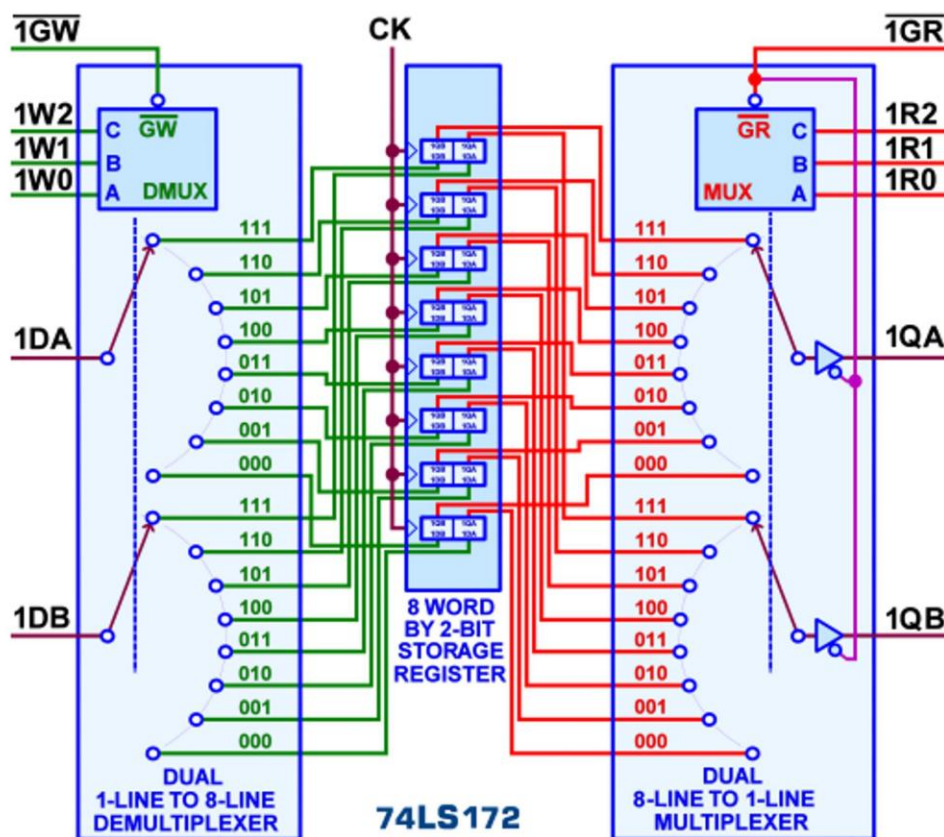 1GW
CK
1GR
1W2
1W1
1W0
C
B
A
GW
DMUX
GR
MUX
C
B
A
1R2
1R1
1R0
111
110
101
100
011
010
001
000
1DA
111
110
101
100
011
010
001
000
1QA
111
110
101
100
011
010
001
000
1DB
111
110
101
100
011
010
001
000
1QB
8 WORD
BY 2-BIT
STORAGE
REGISTER
DUAL
1-LINE TO 8-LINE
DEMULTIPLEXER
74LS172
DUAL
8-LINE TO 1-LINE
MULTIPLEXER